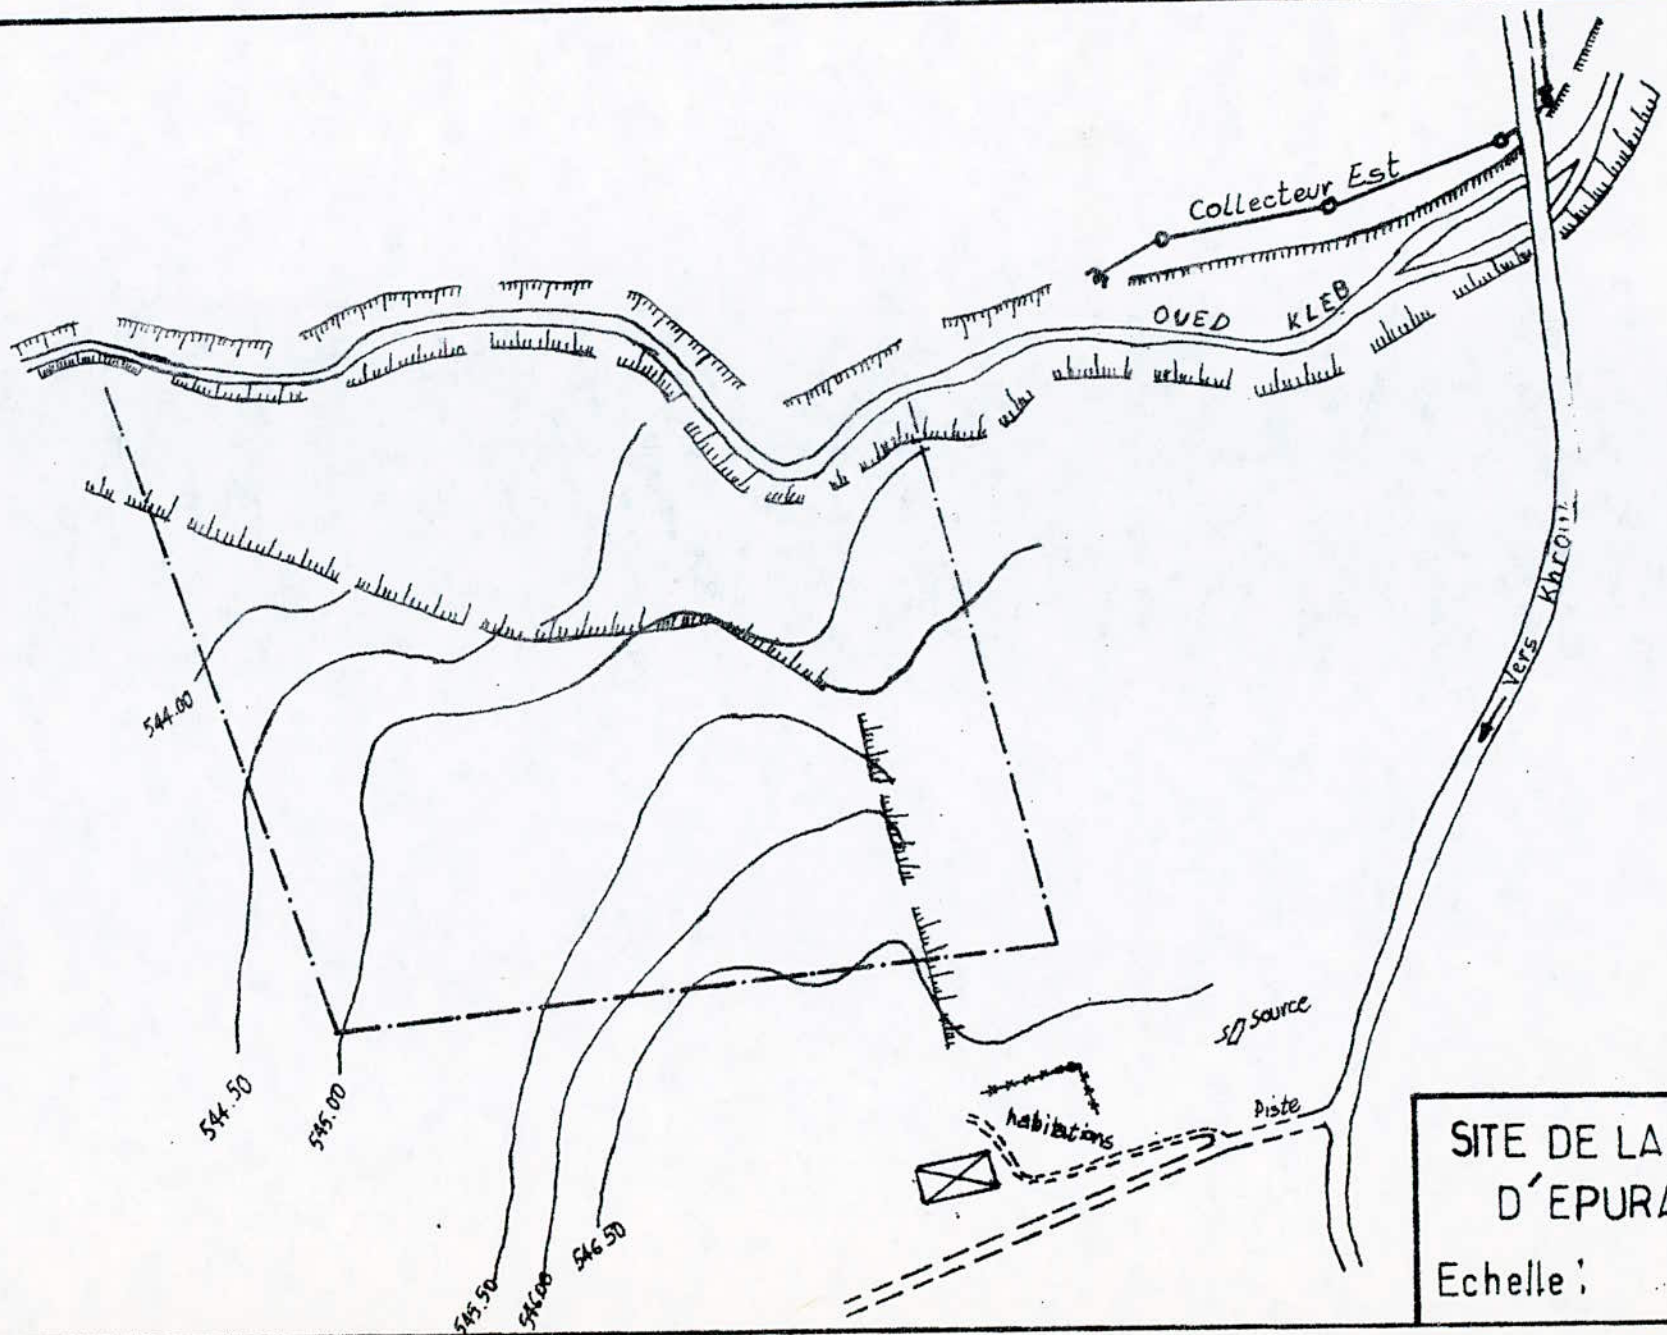 Collecteur Est
OUED KLEB
Vers
544.00
544.50
545.00
545.50
546.00
546.50
source
habitations
Piste
SITE DE LA
D'EPURA
Echelle :